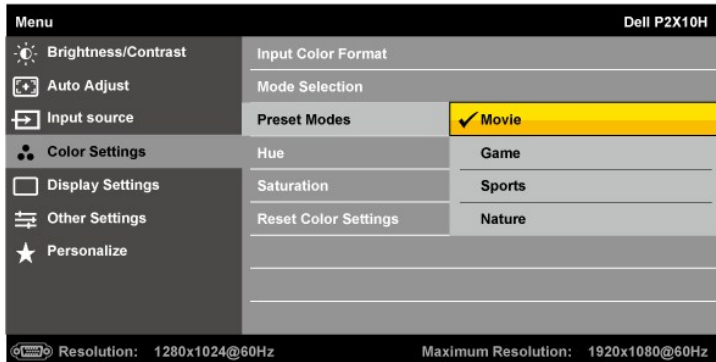 Menu Dell P2X10H
Brightness/Contrast Input Color Format
Auto Adjust Mode Selection
Input source Preset Modes Movie
Color Settings Hue Game
Display Settings Saturation Sports
Other Settings Reset Color Settings Nature
Personalize
Resolution: 1280x1024@60Hz Maximum Resolution: 1920x1080@60Hz